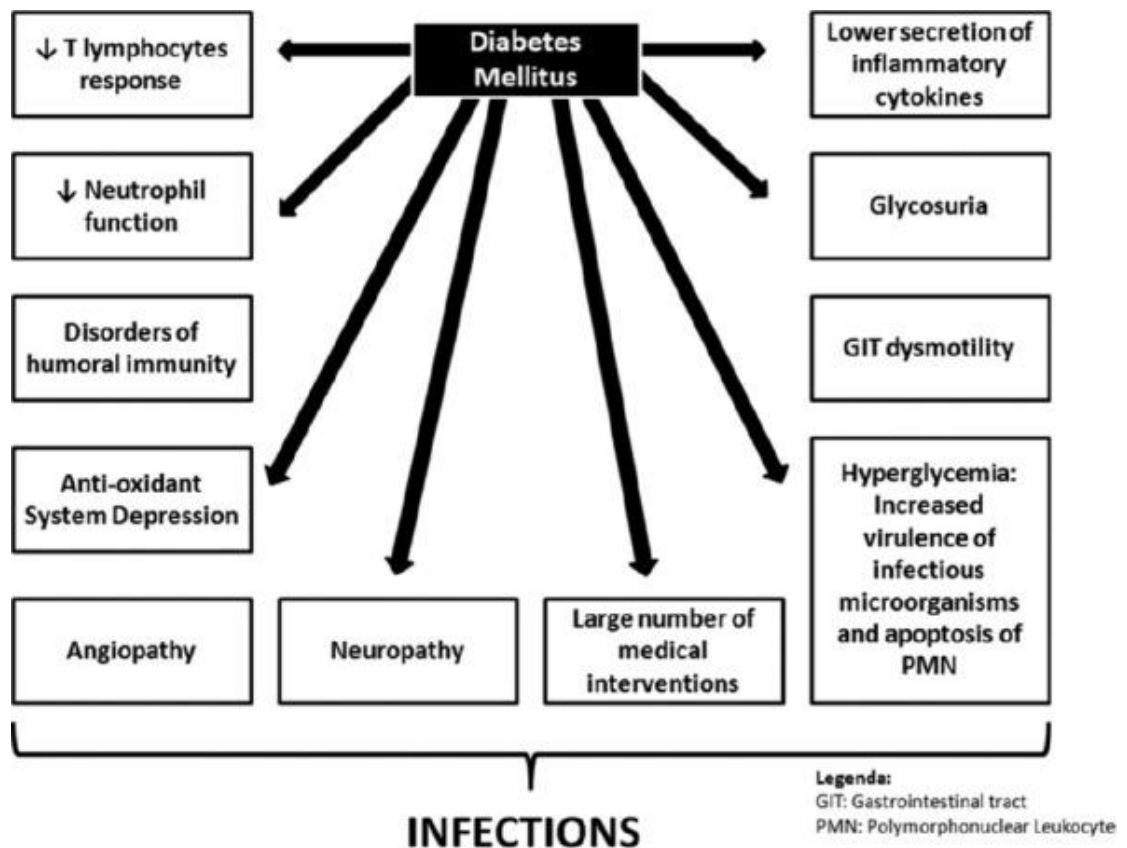 Diabetes
Mellitus
↓ T lymphocytes
response
↓ Neutrophil
function
Disorders of
humoral immunity
Anti-oxidant
System Depression
Angiopathy
Neuropathy
Large number of
medical
interventions
Lower secretion of
inflammatory
cytokines
Glycosuria
GIT dysmotility
Hyperglycemia:
Increased
virulence of
infectious
microorganisms
and apoptosis of
PMN
INFECTIONS
Legenda:
GIT: Gastrointestinal tract
PMN: Polymorphonuclear Leukocyte